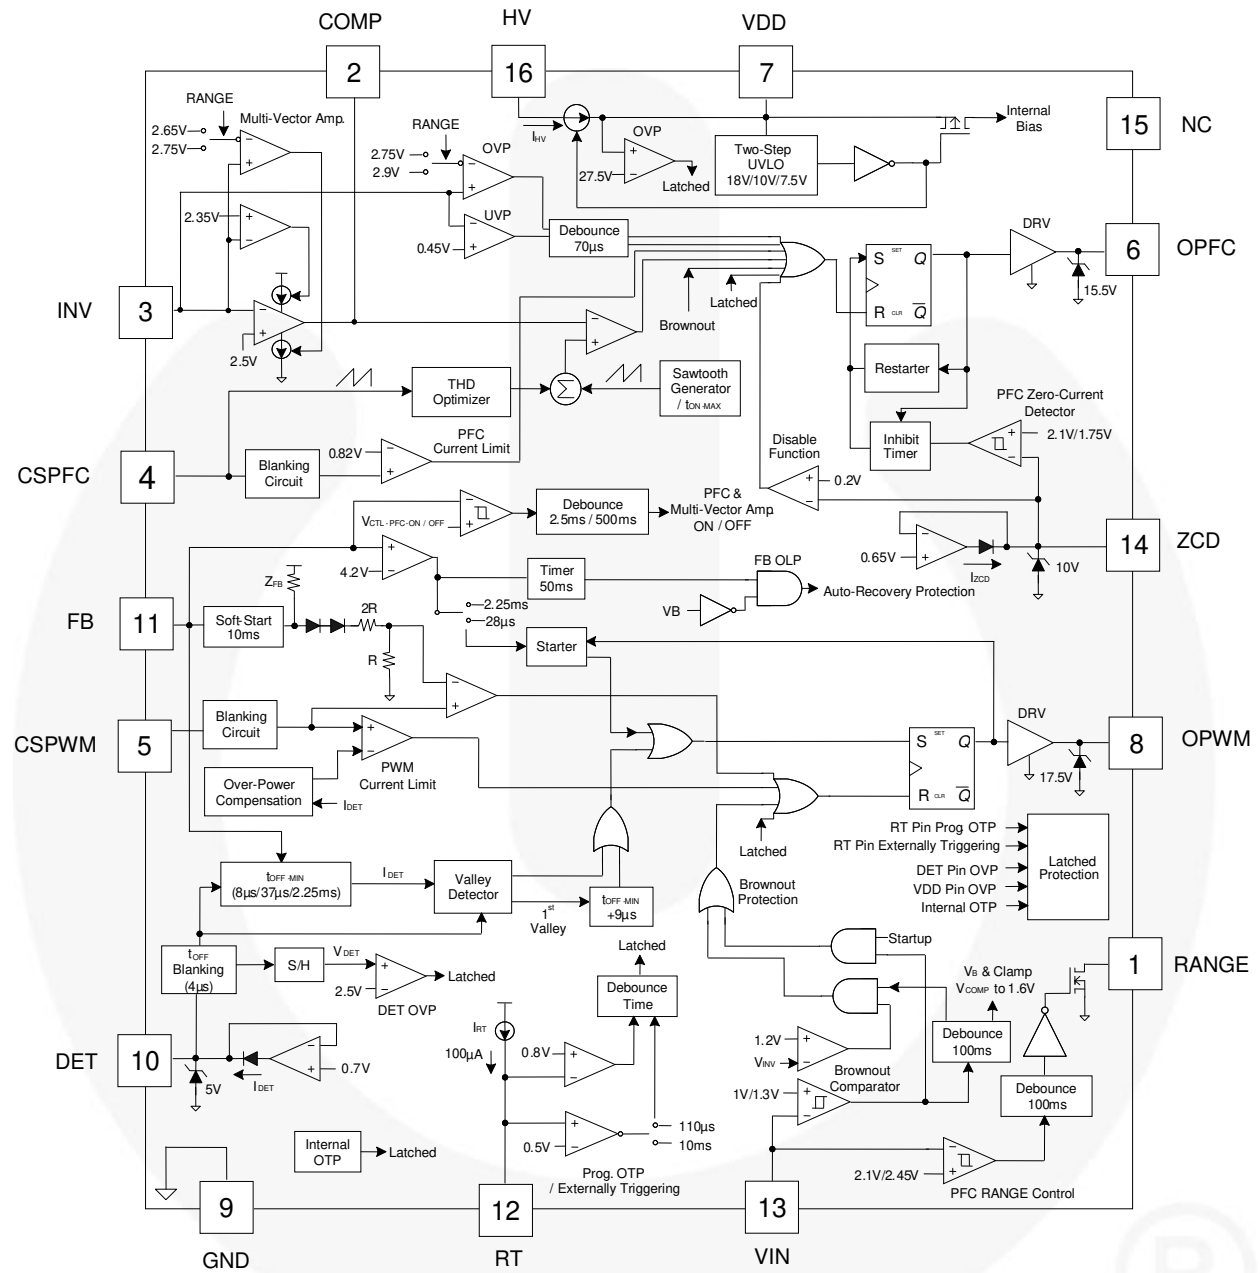 COMP
HV
VDD
2
16
7
RANGE
Multi-Vector Amp.
2.65V
2.75V
RANGE
2.75V
2.9V
OVP
IHV
OVP
27.5V
Latched
Two-Step
UVLO
18V/10V/7.5V
Internal
Bias
15
NC
2.35V
UVP
0.45V
Debounce
70µs
DRV
S
SET
Q
R
CLR
Q
6
OPFC
15.5V
INV
3
2.5V
Latched
Brownout
Restarter
THD
Optimizer
Σ
Sawtooth
Generator
/ tON-MAX
PFC Zero-Current
Detector
2.1V/1.75V
Inhibit
Timer
CSPFC
4
Blanking
Circuit
0.82V
PFC
Current Limit
Disable
Function
0.2V
VCTL-PFC-ON / OFF
Debounce
2.5ms / 500ms
PFC &
Multi-Vector Amp.
ON / OFF
0.65V
IZCD
10V
14
ZCD
4.2V
Timer
50ms
FB OLP
Auto-Recovery Protection
VB
FB
11
ZFB
Soft-Start
10ms
2R
R
2.25ms
28µs
Starter
CSPWM
5
Blanking
Circuit
PWM
Current Limit
Over-Power
Compensation
IDET
S
SET
Q
R
CLR
Q
DRV
17.5V
8
OPWM
Latched
RT Pin Prog. OTP
RT Pin Externally Triggering
DET Pin OVP
VDD Pin OVP
Internal OTP
Latched
Protection
tOFF-MIN
(8µs/37µs/2.25ms)
IDET
Valley
Detector
1st
Valley
tOFF-MIN
+9µs
Brownout
Protection
Startup
1
RANGE
tOFF
Blanking
(4µs)
S/H
VDET
2.5V
Latched
DET OVP
Latched
Debounce
Time
VB & Clamp
VCOMP to 1.6V
Debounce
100ms
DET
10
5V
IDET
0.7V
IRT
100µA
0.8V
1.2V
VINV
Brownout
Comparator
1V/1.3V
Debounce
100ms
0.5V
110µs
10ms
Prog. OTP
/ Externally Triggering
Internal
OTP
Latched
2.1V/2.45V
PFC RANGE Control
9
12
13
GND
RT
VIN